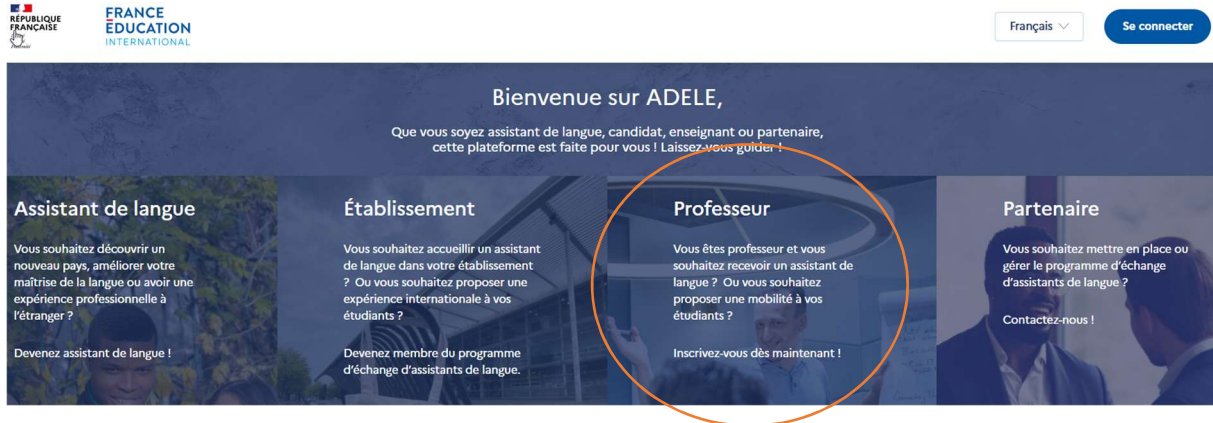 RÉPUBLIQUE
FRANÇAISE
FRANCE
ÉDUCATION
INTERNATIONAL
Français
Se connecter
Bienvenue sur ADELE,
Que vous soyez assistant de langue, candidat, enseignant ou partenaire,
cette plateforme est faite pour vous ! Laissez-vous guider !
Assistant de langue
Vous souhaitez découvrir un
nouveau pays, améliorer votre
maîtrise de la langue ou avoir une
expérience professionnelle à
l'étranger ?
Devenez assistant de langue !
Établissement
Vous souhaitez accueillir un assistant
de langue dans votre établissement
? Ou vous souhaitez proposer une
expérience internationale à vos
étudiants ?
Devenez membre du programme
d'échange d'assistants de langue.
Professeur
Vous êtes professeur et vous
souhaitez recevoir un assistant de
langue ? Ou vous souhaitez
proposer une mobilité à vos
étudiants ?
Inscrivez-vous dès maintenant !
Partenaire
Vous souhaitez mettre en place ou
gérer le programme d'échange
d'assistants de langue ?
Contactez-nous !